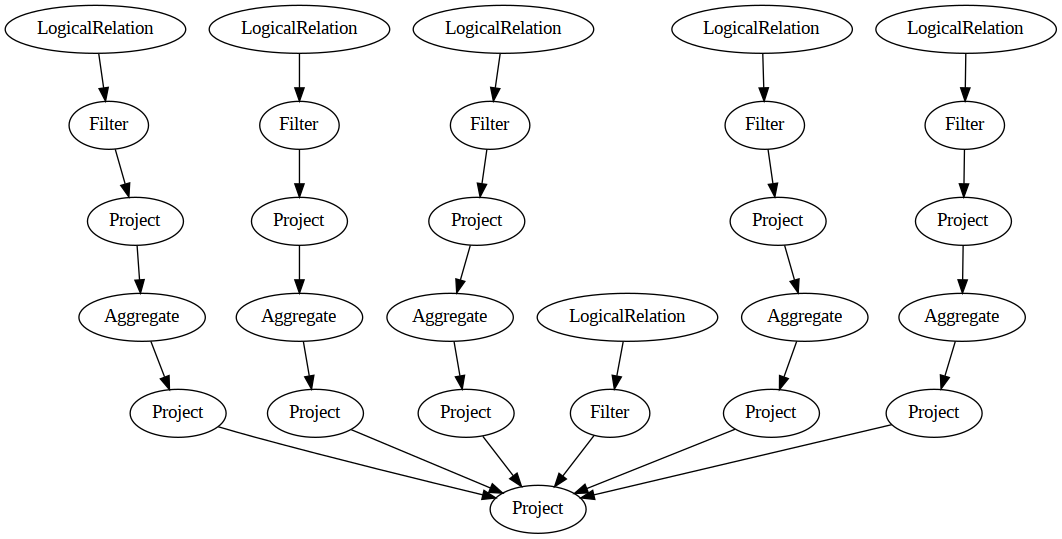 LogicalRelation LogicalRelation LogicalRelation LogicalRelation LogicalRelation
Filter Filter Filter Filter Filter
Project Project Project Project Project
Aggregate Aggregate Aggregate LogicalRelation Aggregate Aggregate
Project Project Project Filter Project Project
Project